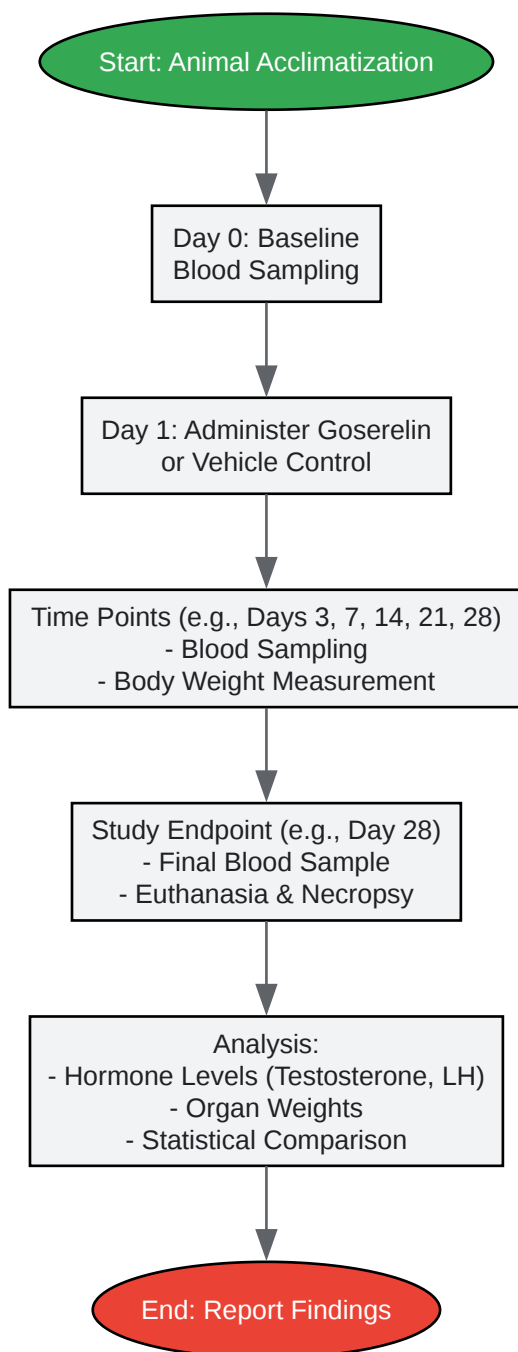 Start: Animal Acclimatization
Day 0: Baseline
Blood Sampling
Day 1: Administer Goserelin
or Vehicle Control
Time Points (e.g., Days 3, 7, 14, 21, 28)
- Blood Sampling
- Body Weight Measurement
Study Endpoint (e.g., Day 28)
- Final Blood Sample
- Euthanasia & Necropsy
Analysis:
- Hormone Levels (Testosterone, LH)
- Organ Weights
- Statistical Comparison
End: Report Findings